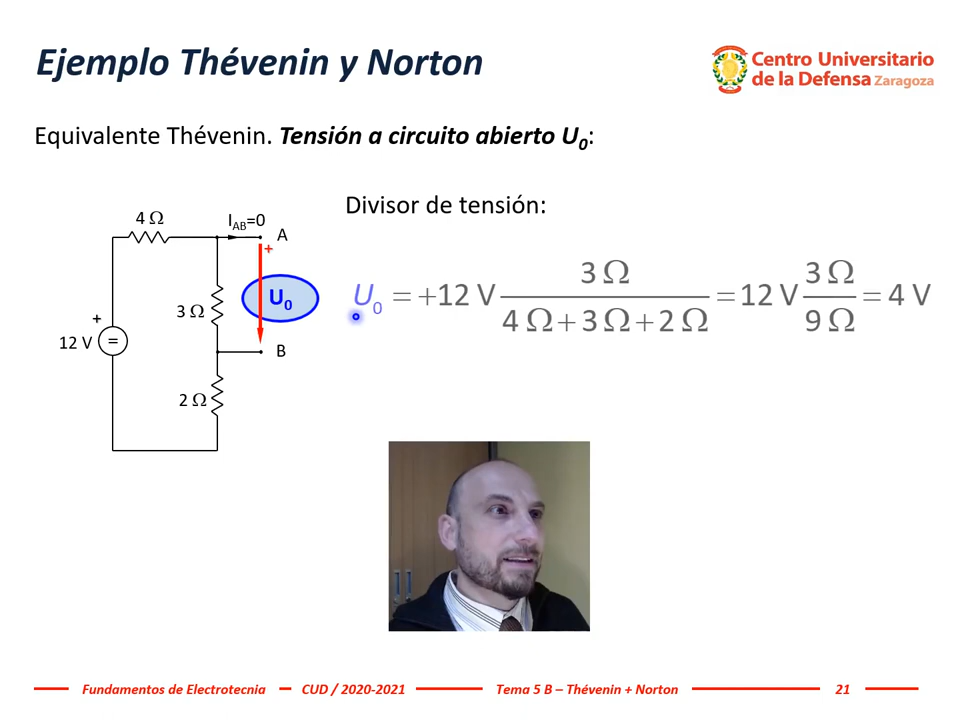 Ejemplo Thévenin y Norton
Centro Universitario
de la Defensa Zaragoza
Equivalente Thévenin. Tensión a circuito abierto U0:
Divisor de tensión:
4 Ω
IAB=0
A
+
U0
3 Ω
+
12 V
=
B
2 Ω
U0 = +12 V 3 Ω / 4 Ω+3 Ω+2 Ω = 12 V 3 Ω / 9 Ω = 4 V
Fundamentos de Electrotecnia
CUD / 2020-2021
Tema 5 B – Thévenin + Norton
21